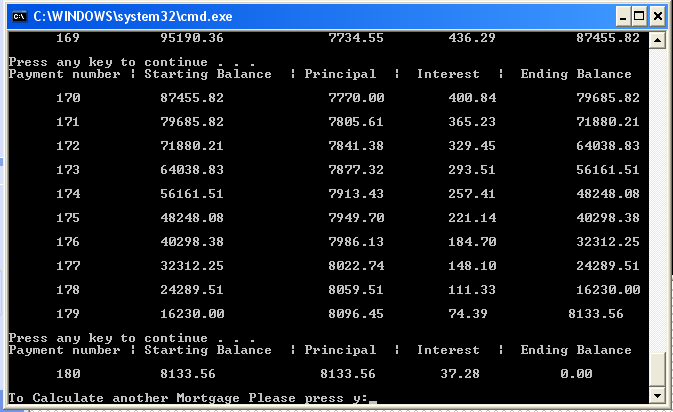 C:\WINDOWS\system32\cmd.exe
169 95190.36 7734.55 436.29 87455.82
Press any key to continue . . .
Payment number ¦ Starting Balance ¦ Principal ¦ Interest ¦ Ending Balance
170 87455.82 7770.00 400.84 79685.82
171 79685.82 7805.61 365.23 71880.21
172 71880.21 7841.38 329.45 64038.83
173 64038.83 7877.32 293.51 56161.51
174 56161.51 7913.43 257.41 48248.08
175 48248.08 7949.70 221.14 40298.38
176 40298.38 7986.13 184.70 32312.25
177 32312.25 8022.74 148.10 24289.51
178 24289.51 8059.51 111.33 16230.00
179 16230.00 8096.45 74.39 8133.56
Press any key to continue . . .
Payment number ¦ Starting Balance ¦ Principal ¦ Interest ¦ Ending Balance
180 8133.56 8133.56 37.28 0.00
To Calculate another Mortgage Please press y:_